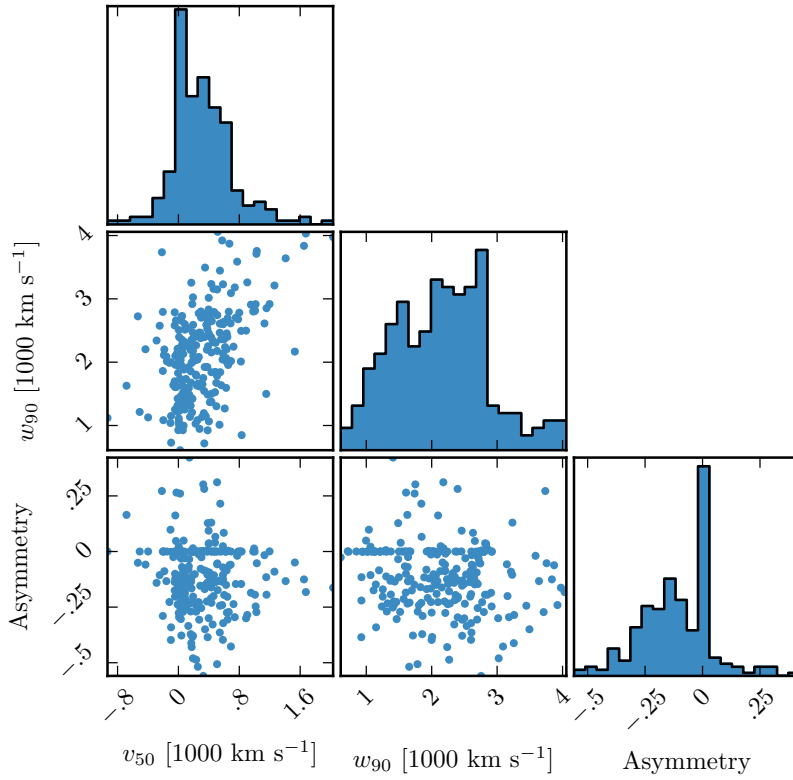 4
3
2
1
w₉₀ [1000 km s⁻¹]
.25
0
−.25
−.5
Asymmetry
−.8 0 .8 1.6
1 2 3 4
−.5 −.25 0 .25
v₅₀ [1000 km s⁻¹]
w₉₀ [1000 km s⁻¹]
Asymmetry